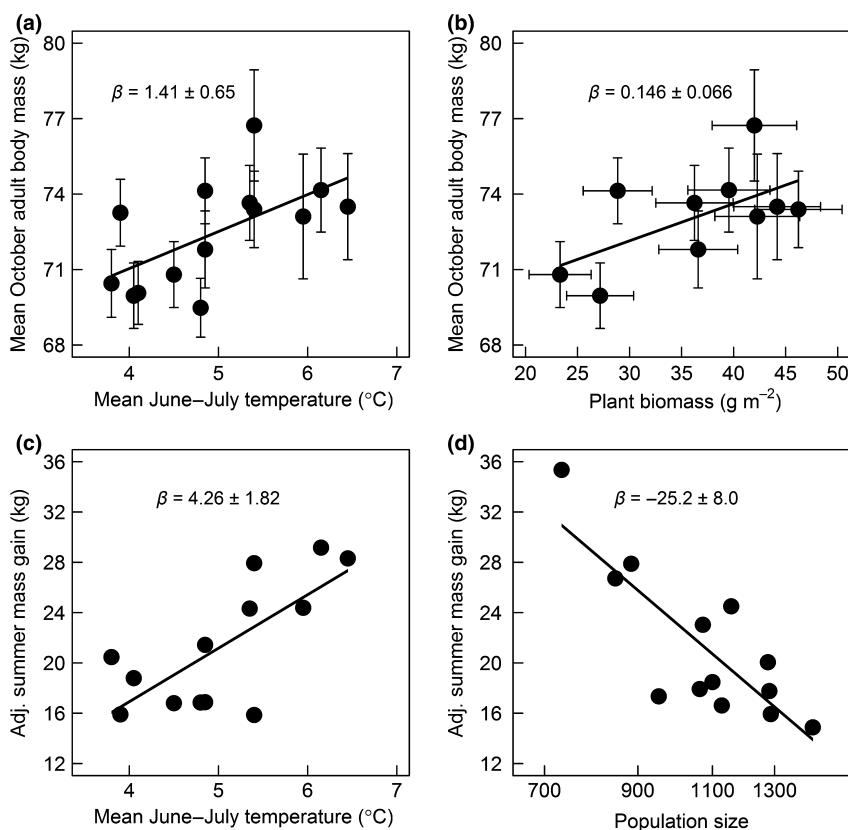 (a)
80
77
74
71
68
Mean October adult body mass (kg)
β = 1.41 ± 0.65
4 5 6 7
Mean June–July temperature (°C)
(b)
80
77
74
71
68
Mean October adult body mass (kg)
β = 0.146 ± 0.066
20 25 30 35 40 45 50
Plant biomass (g m⁻²)
(c)
36
32
28
24
20
16
12
Adj. summer mass gain (kg)
β = 4.26 ± 1.82
4 5 6 7
Mean June–July temperature (°C)
(d)
36
32
28
24
20
16
12
Adj. summer mass gain (kg)
β = −25.2 ± 8.0
700 900 1100 1300
Population size